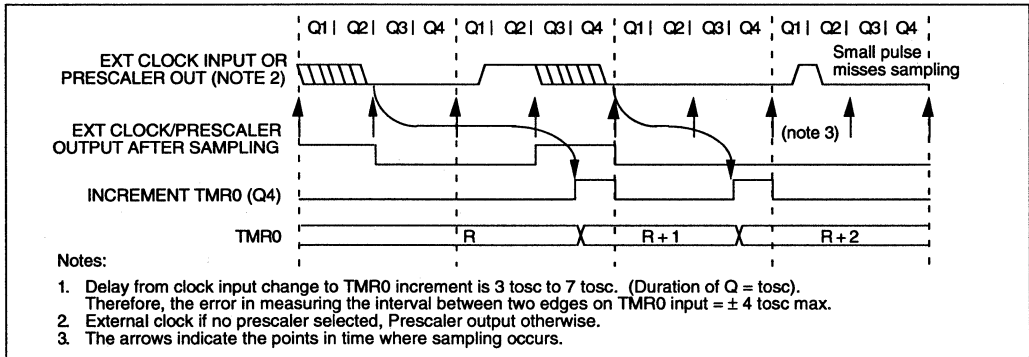 Q1 | Q2 | Q3 | Q4 Q1 | Q2 | Q3 | Q4 Q1 | Q2 | Q3 | Q4 Q1 | Q2 | Q3 | Q4
EXT CLOCK INPUT OR
PRESCALER OUT (NOTE 2)
Small pulse
misses sampling
EXT CLOCK/PRESCALER
OUTPUT AFTER SAMPLING
(note 3)
INCREMENT TMR0 (Q4)
TMR0 R R + 1 R + 2
Notes:
1. Delay from clock input change to TMR0 increment is 3 tosc to 7 tosc. (Duration of Q = tosc).
Therefore, the error in measuring the interval between two edges on TMR0 input = ± 4 tosc max.
2. External clock if no prescaler selected, Prescaler output otherwise.
3. The arrows indicate the points in time where sampling occurs.